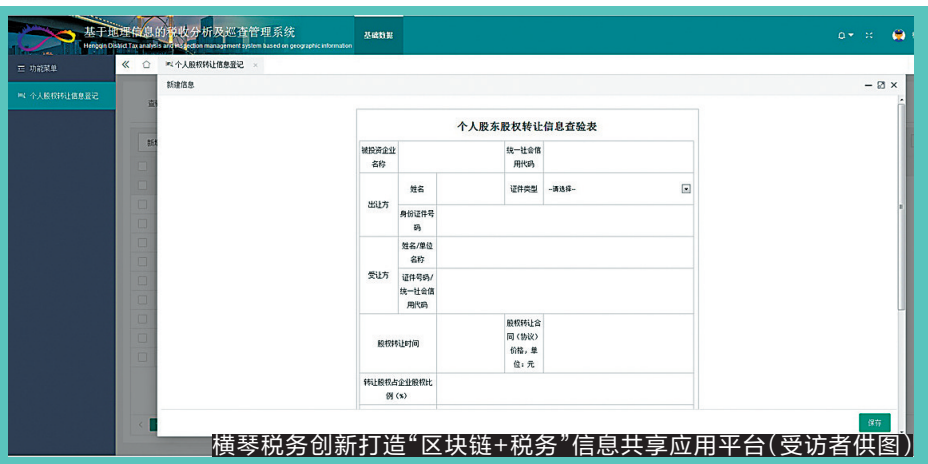 基于地理信息的税收分析及巡查管理系统
Hengqin District Tax analysis and inspection management system based on geographic information
基础数据
功能菜单
个人股权转让信息登记
个人股权转让信息登记
新建信息
个人股东股权转让信息查验表
被投资企业
名称
统一社会信
用代码
出让方
姓名
证件类型
-请选择-
身份证件号
码
受让方
姓名/单位
名称
证件号码/
统一社会信
用代码
股权转让时间
股权转让合
同（协议）
价格，单
位：元
转让股权占企业股权比
例（%）
保存
横琴税务创新打造“区块链+税务”信息共享应用平台(受访者供图)